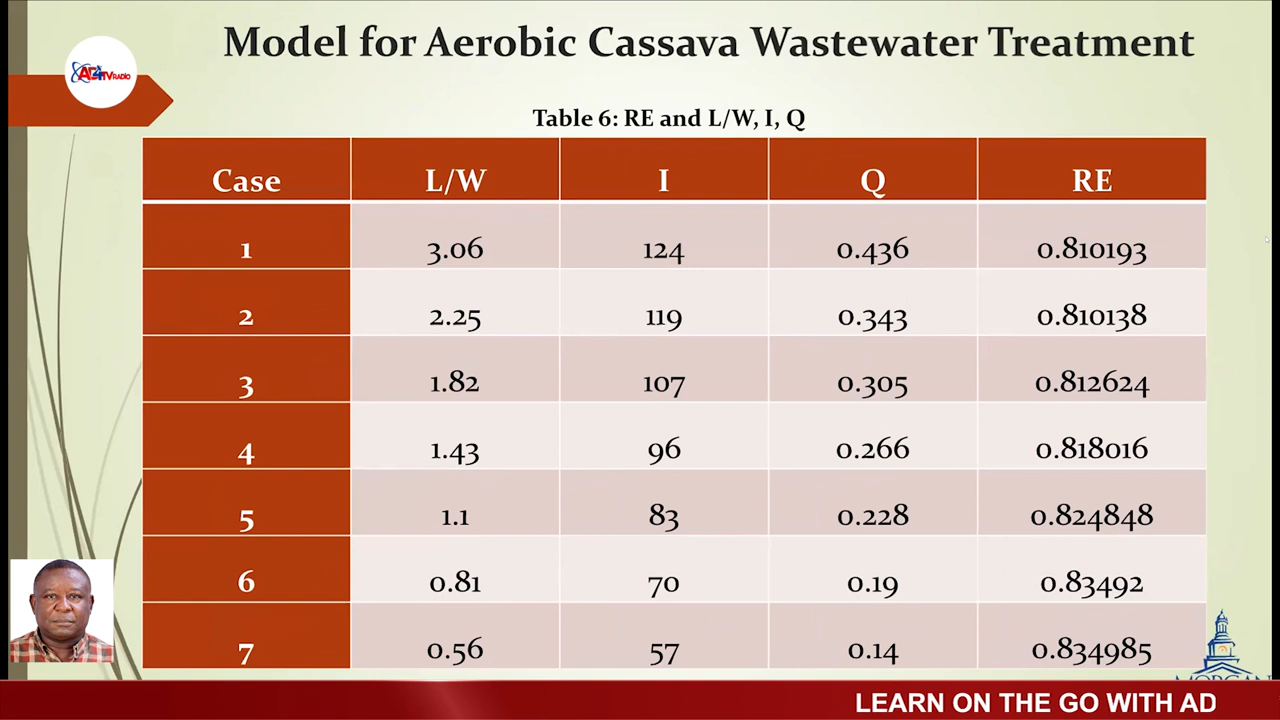 Model for Aerobic Cassava Wastewater Treatment
AD4TV RADIO
Table 6: RE and L/W, I, Q
Case L/W I Q RE
1 3.06 124 0.436 0.810193
2 2.25 119 0.343 0.810138
3 1.82 107 0.305 0.812624
4 1.43 96 0.266 0.818016
5 1.1 83 0.228 0.824848
6 0.81 70 0.19 0.83492
7 0.56 57 0.14 0.834985
MORGAN
LEARN ON THE GO WITH AD